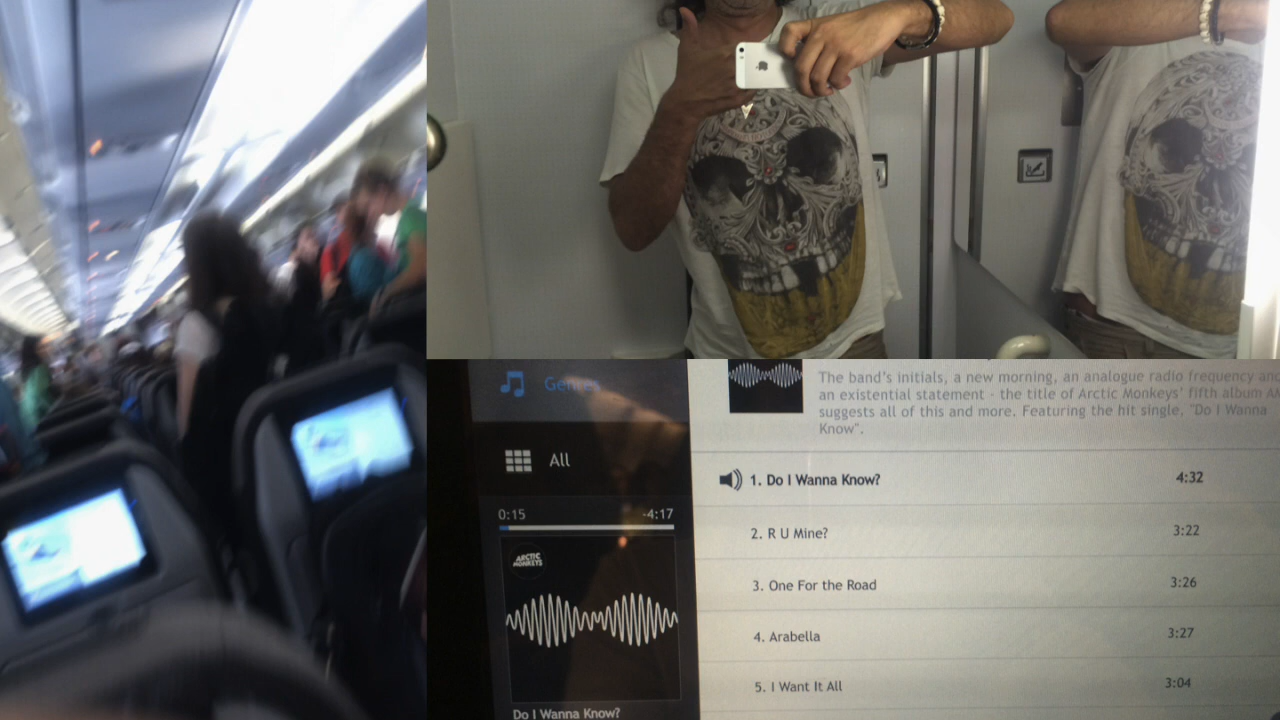 Genres
All
0:15 -4:17
ARCTIC
MONKEYS
Do I Wanna Know?
The band's initials, a new morning, an analogue radio frequency and
an existential statement - the title of Arctic Monkeys' fifth album AM
suggests all of this and more. Featuring the hit single. "Do I Wanna
Know".
1. Do I Wanna Know? 4:32
2. R U Mine? 3:22
3. One For the Road 3:26
4. Arabella 3:27
5. I Want It All 3:04